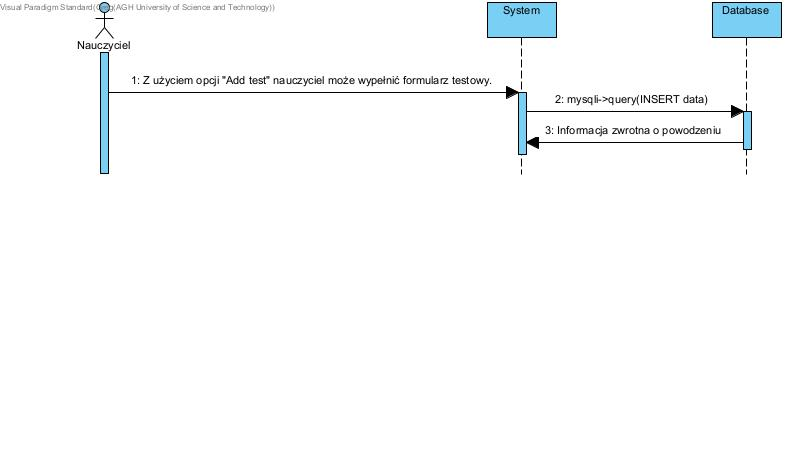 Visual Paradigm Standard((AGH University of Science and Technology))
System
Database
Nauczyciel
1: Z użyciem opcji "Add test" nauczyciel może wypełnić formularz testowy.
2: mysqli->query(INSERT data)
3: Informacja zwrotna o powodzeniu